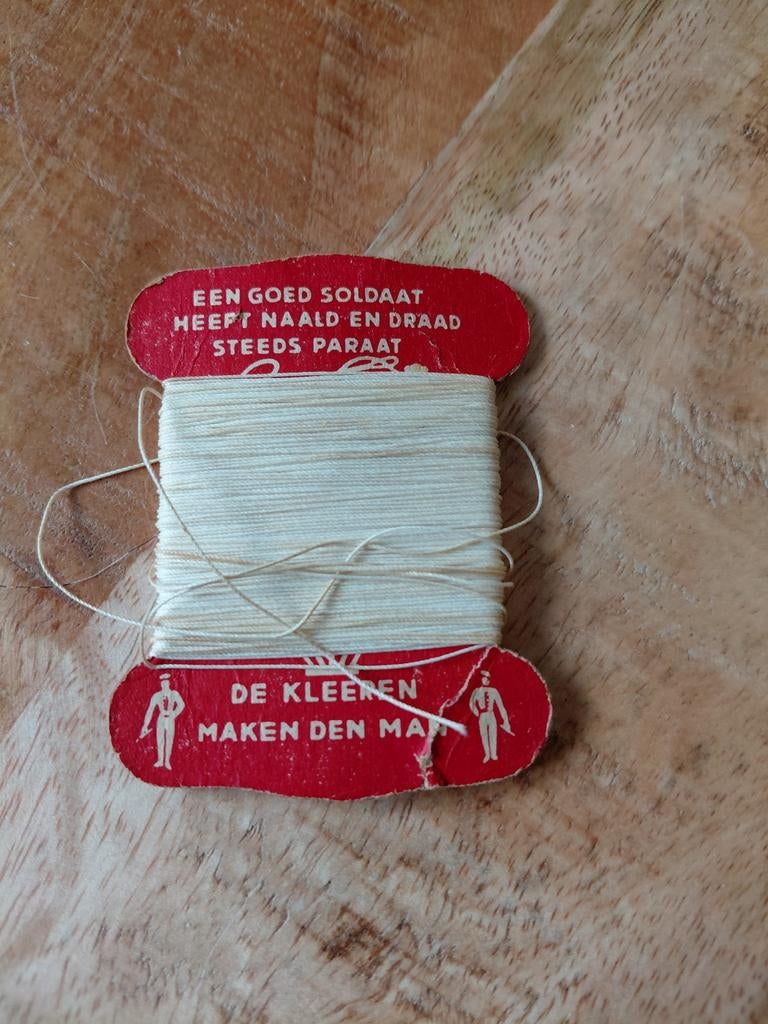 EEN GOED SOLDAAT
HEEFT NAALD EN DRAAD
STEEDS PARAAT
DE KLEEREN
MAKEN DEN MAN